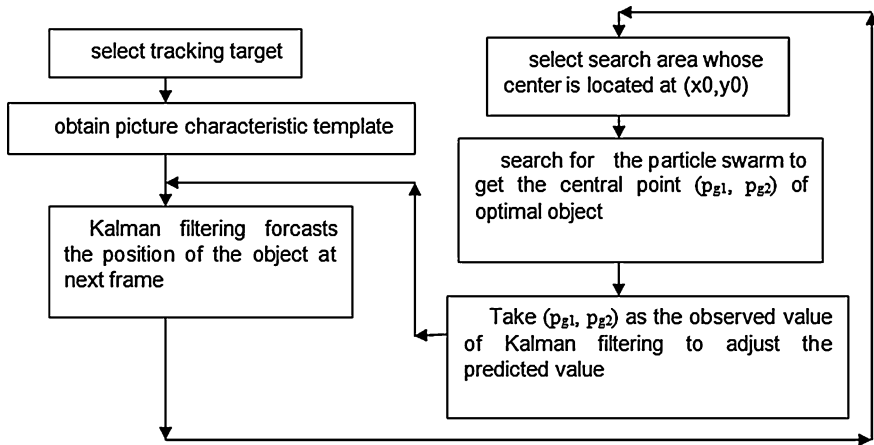 select tracking target
obtain picture characteristic template
Kalman filtering forcasts
the position of the object at
next frame
select search area whose
center is located at (x0,y0)
search for the particle swarm to
get the central point (pg1, pg2) of
optimal object
Take (pg1, pg2) as the observed value
of Kalman filtering to adjust the
predicted value